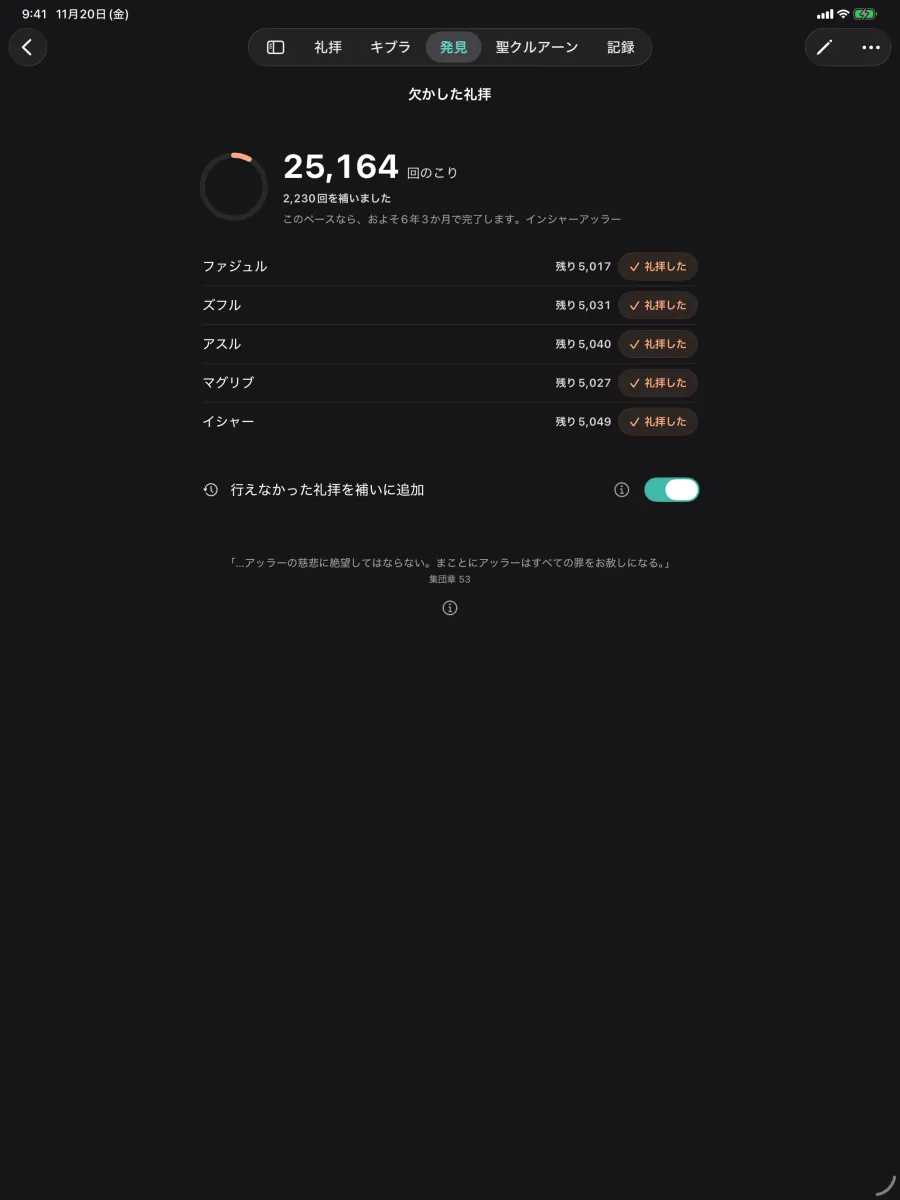 9:41 11月20日(金)
礼拝 キブラ 発見 聖クルアーン 記録
欠かした礼拝
25,164 回のこり
2,230回を補いました
このペースなら、およそ6年3か月で完了します。インシャーアッラー
ファジュル 残り5,017 礼拝した
ズフル 残り5,031 礼拝した
アスル 残り5,040 礼拝した
マグリブ 残り5,027 礼拝した
イシャー 残り5,049 礼拝した
行えなかった礼拝を補いに追加
「...アッラーの慈悲に絶望してはならない。まことにアッラーはすべての罪をお赦しになる。」
集団章 53